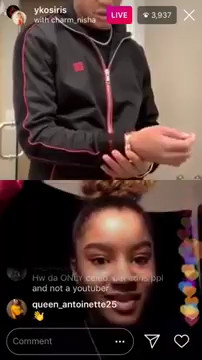 ykosiris
with charm_nisha
LIVE
3,937
and not a youtuber
queen_antoinette25
👋
Comment